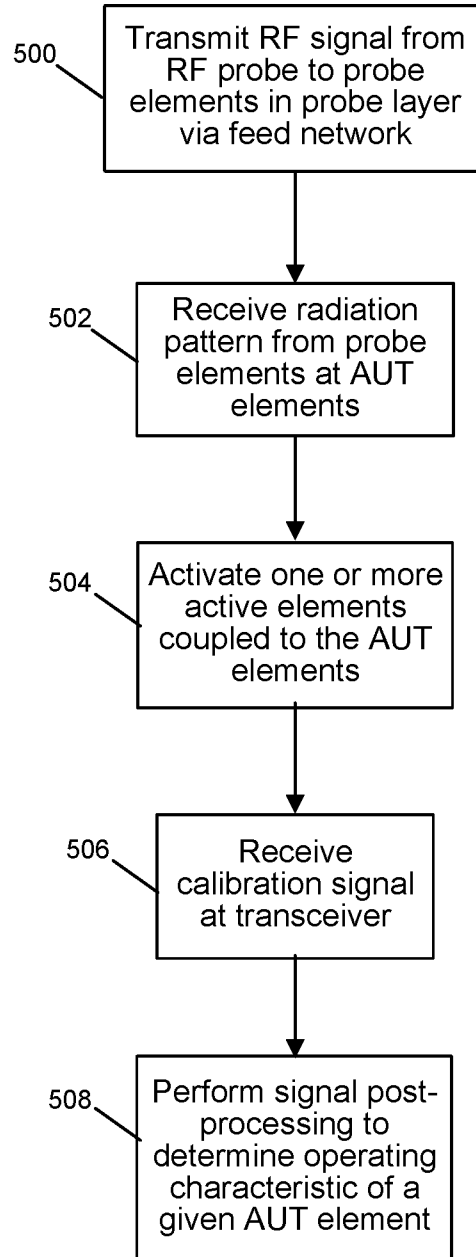 500
Transmit RF signal from
RF probe to probe
elements in probe layer
via feed network
502
Receive radiation
pattern from probe
elements at AUT
elements
504
Activate one or more
active elements
coupled to the AUT
elements
506
Receive
calibration signal
at transceiver
508
Perform signal post-
processing to
determine operating
characteristic of a
given AUT element